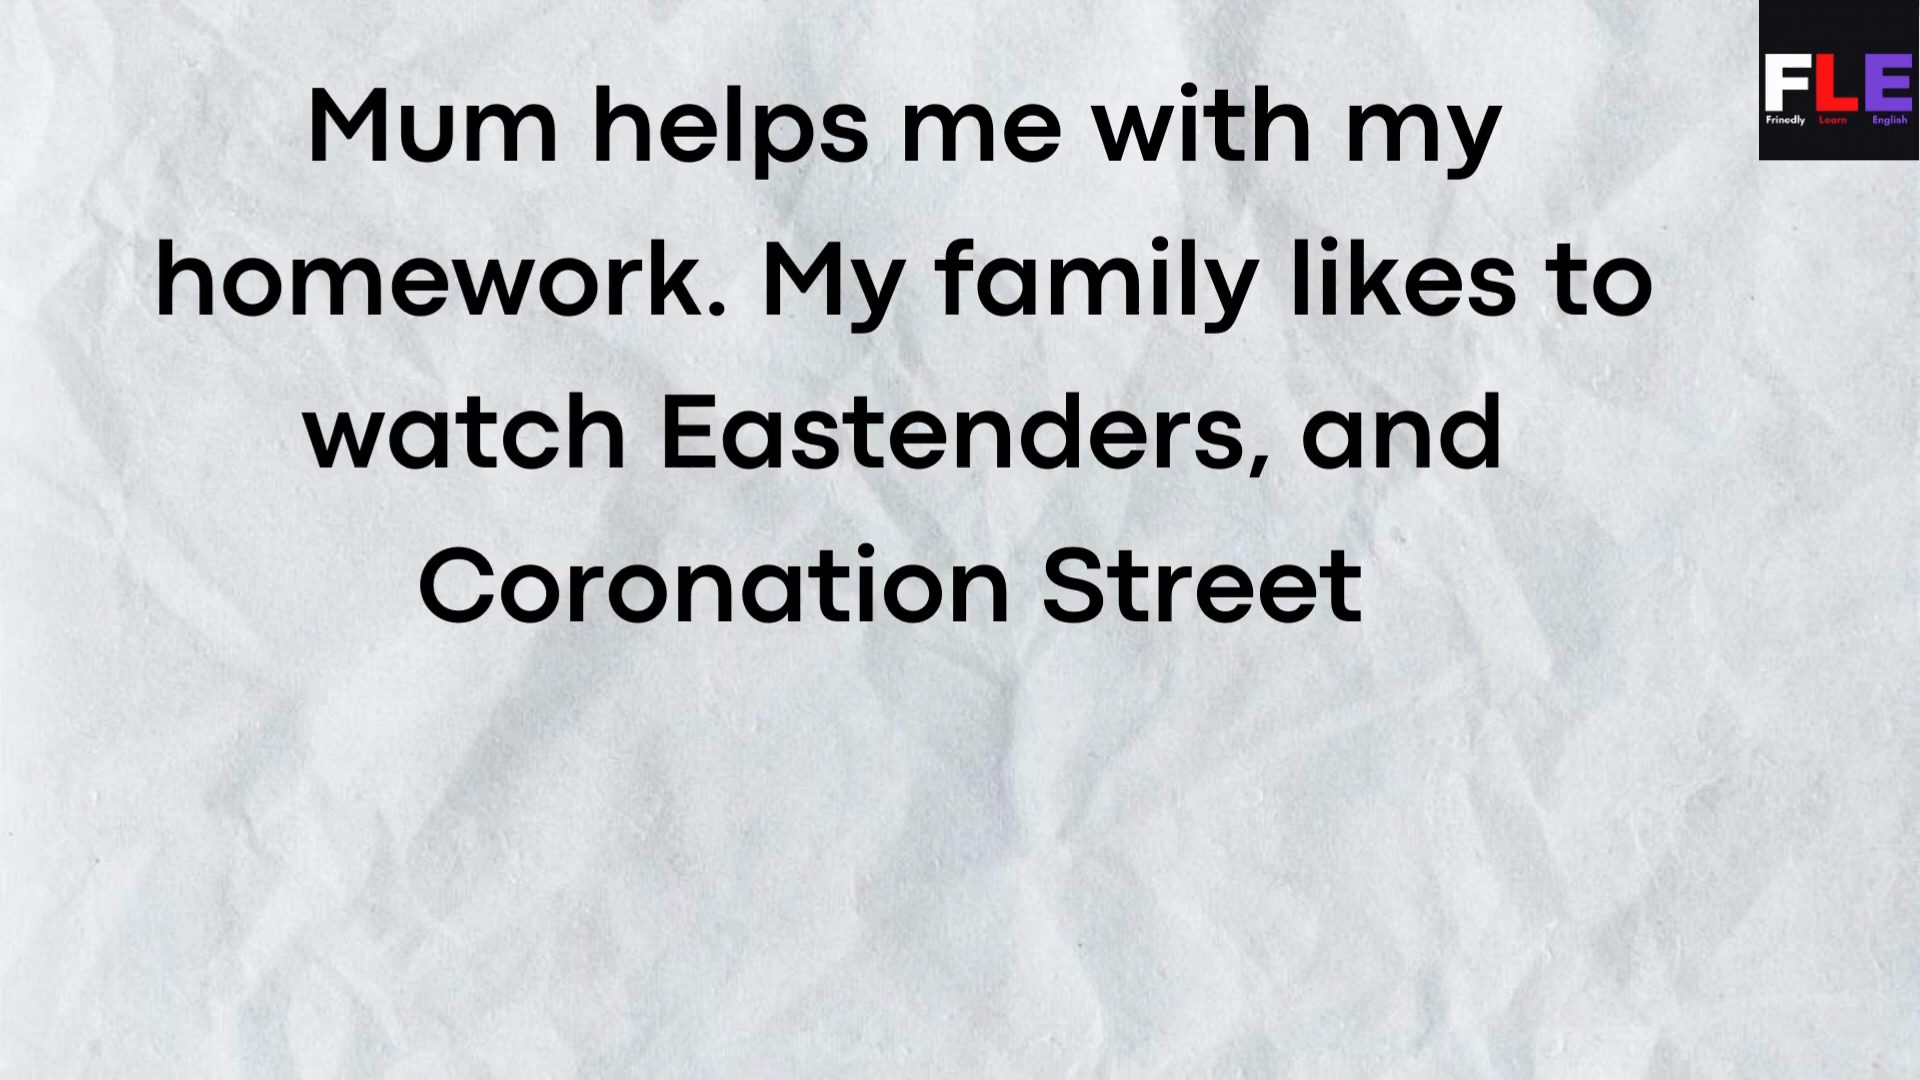 Mum helps me with my
homework. My family likes to
watch Eastenders, and
Coronation Street
FLE
Frinedly Learn English